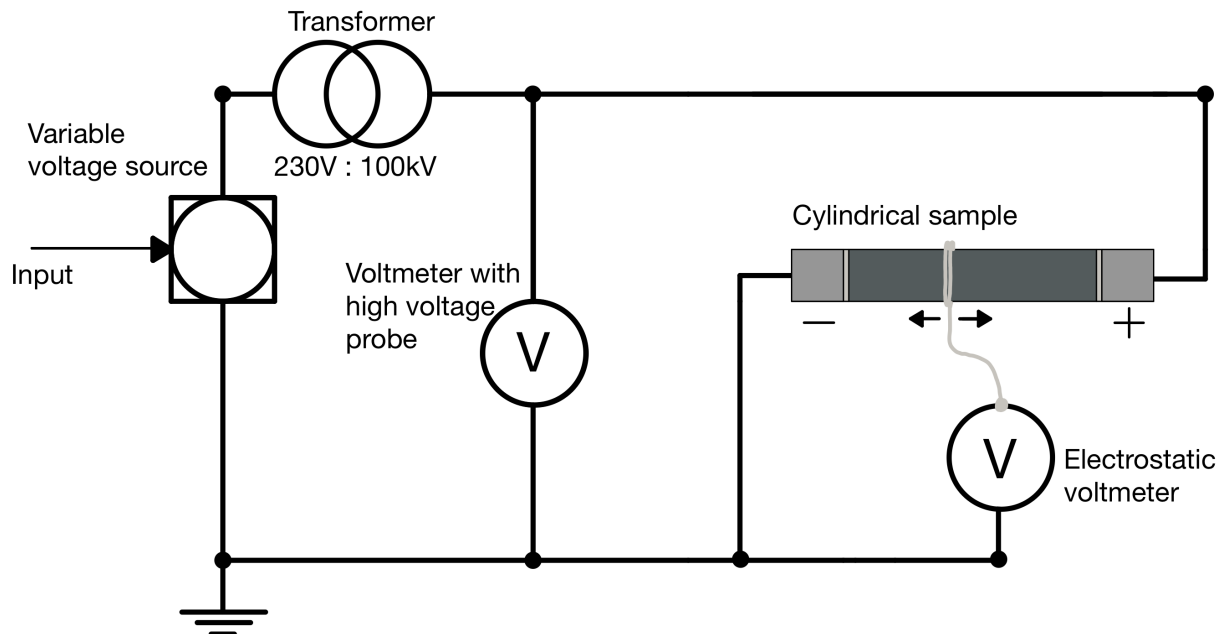 Transformer
230V : 100kV
Variable
voltage source
Input
Voltmeter with
high voltage
probe
V
Cylindrical sample
− +
V
Electrostatic
voltmeter